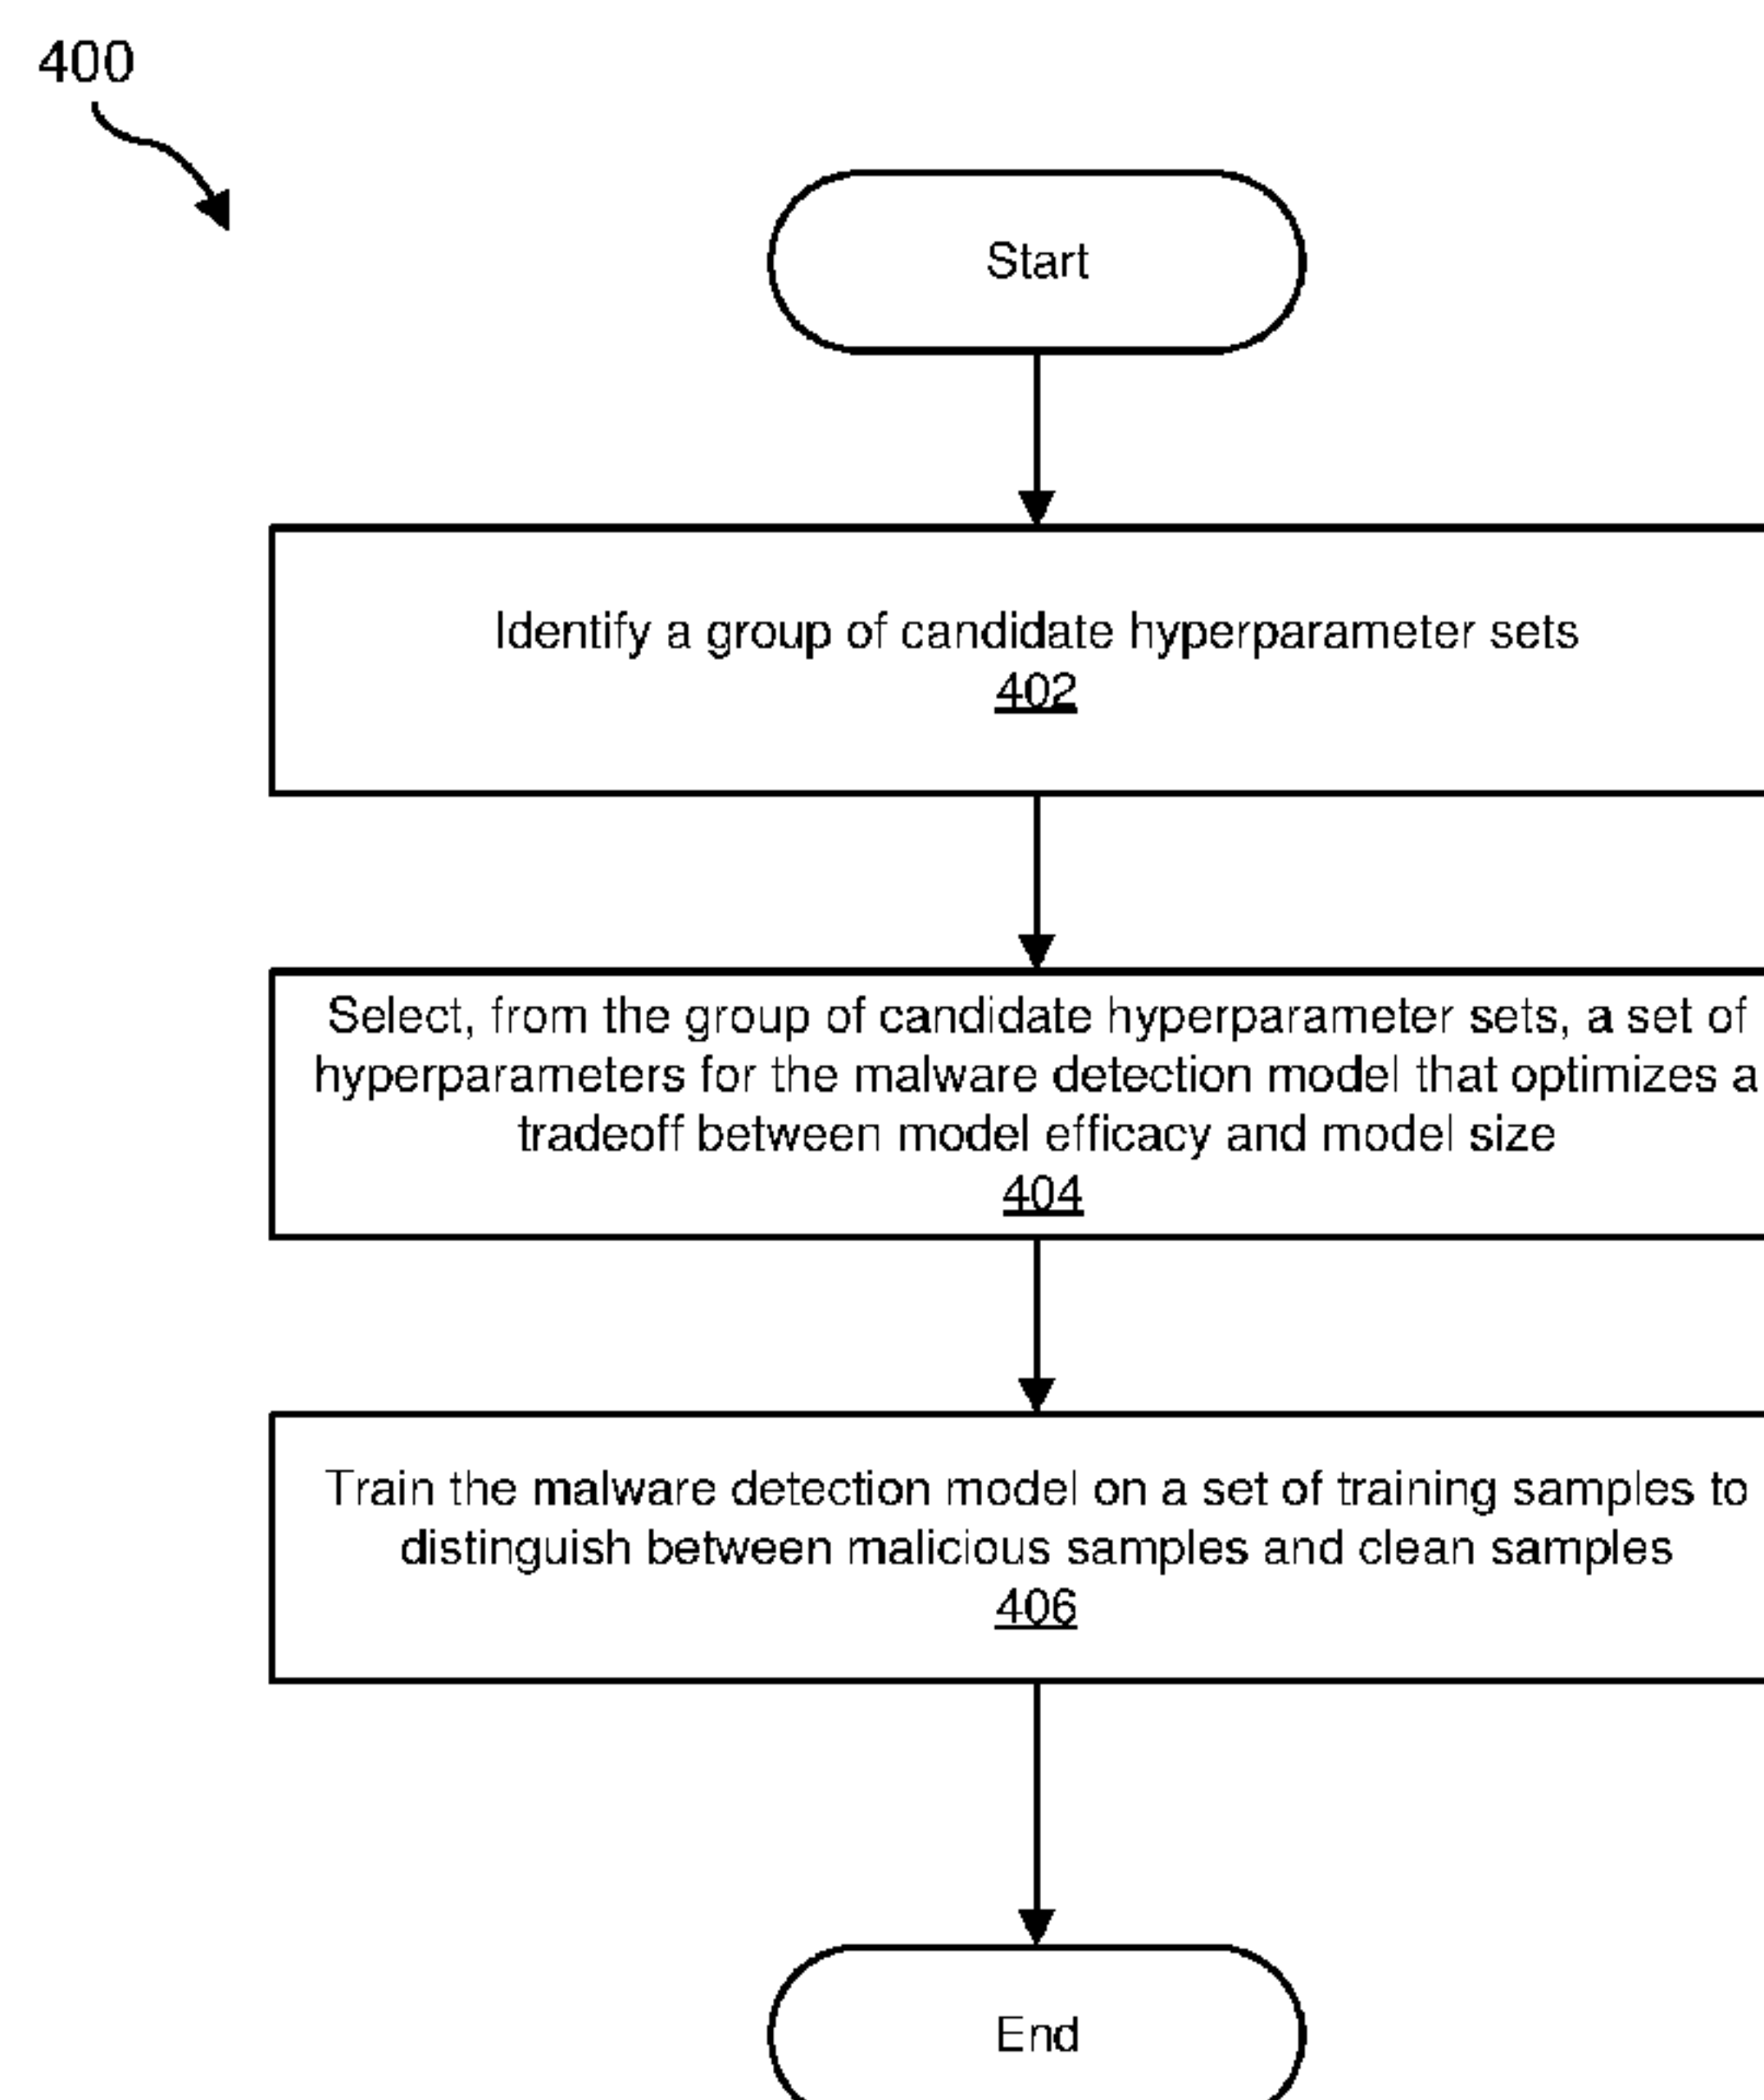 400
Start
Identify a group of candidate hyperparameter sets
402
Select, from the group of candidate hyperparameter sets, a set of
hyperparameters for the malware detection model that optimizes a
tradeoff between model efficacy and model size
404
Train the malware detection model on a set of training samples to
distinguish between malicious samples and clean samples
406
End